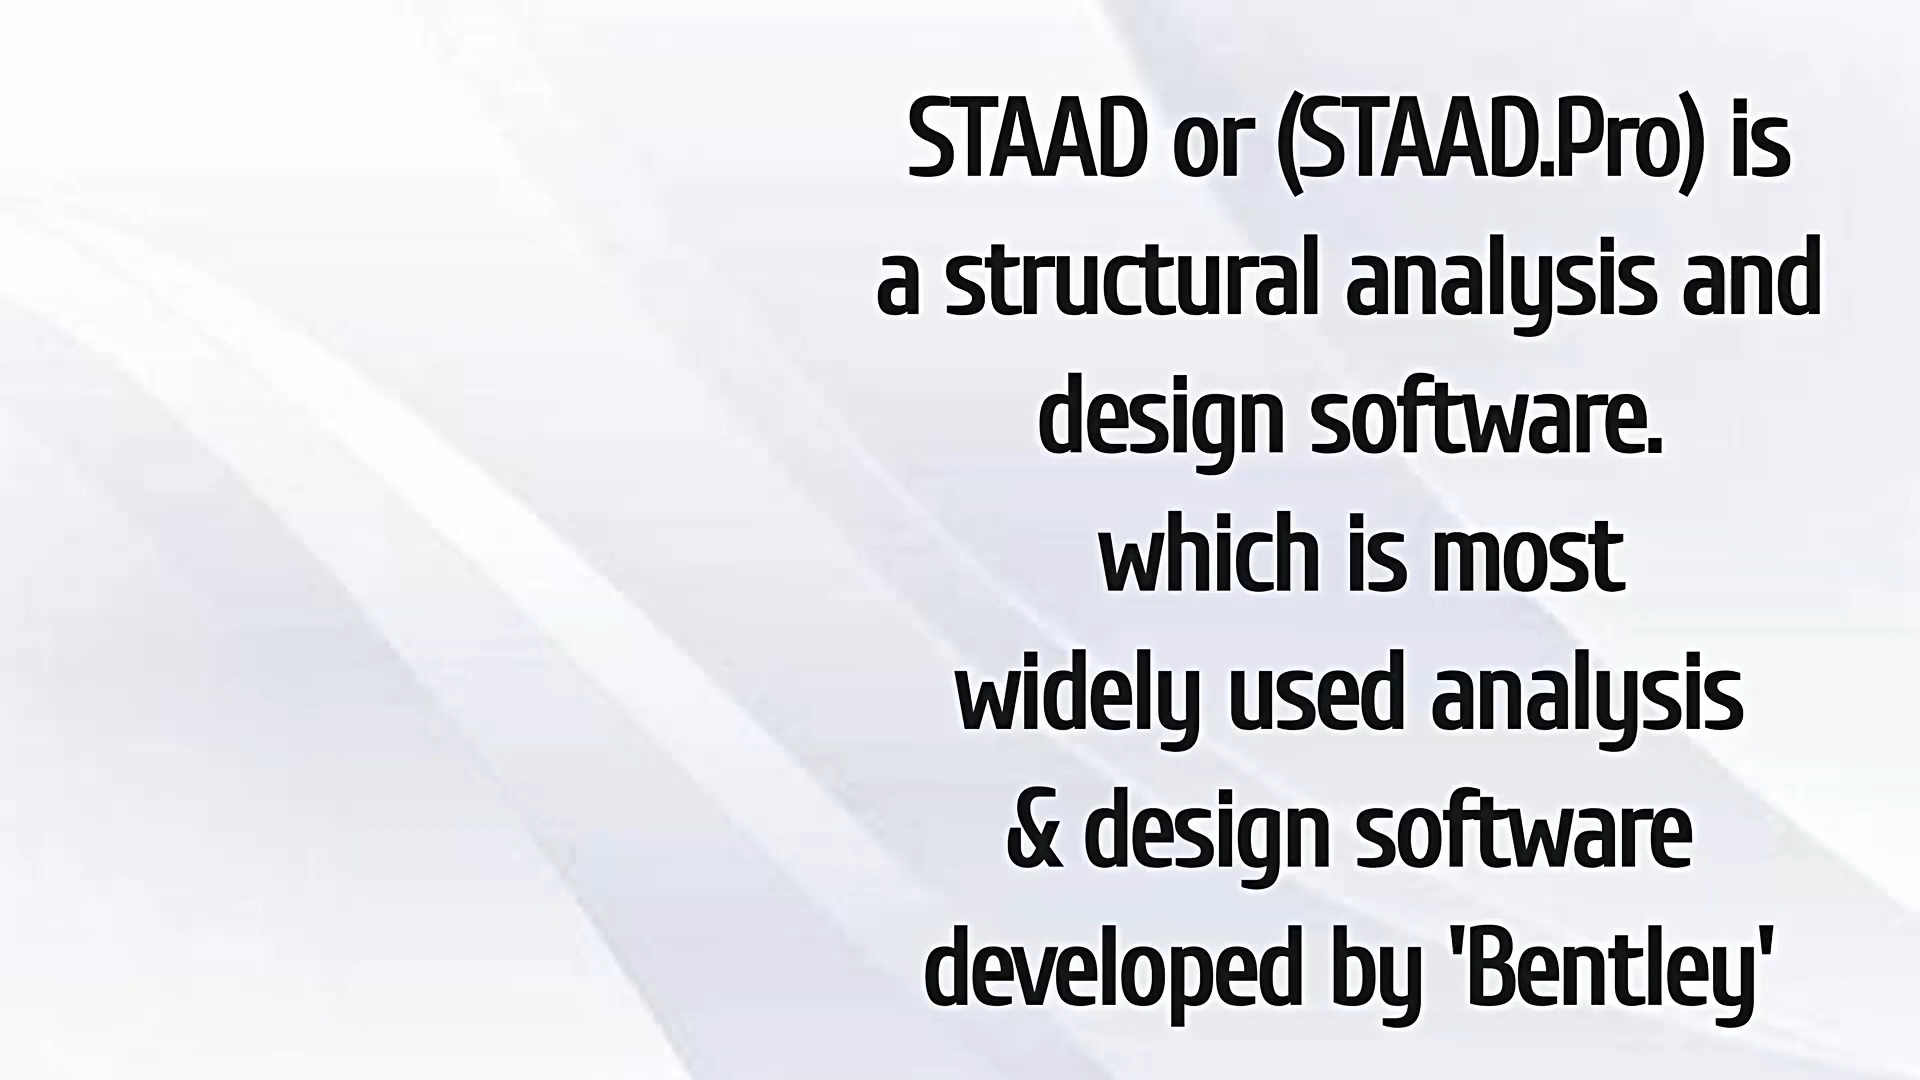 STAAD or (STAAD.Pro) is
a structural analysis and
design software.
which is most
widely used analysis
& design software
developed by 'Bentley'